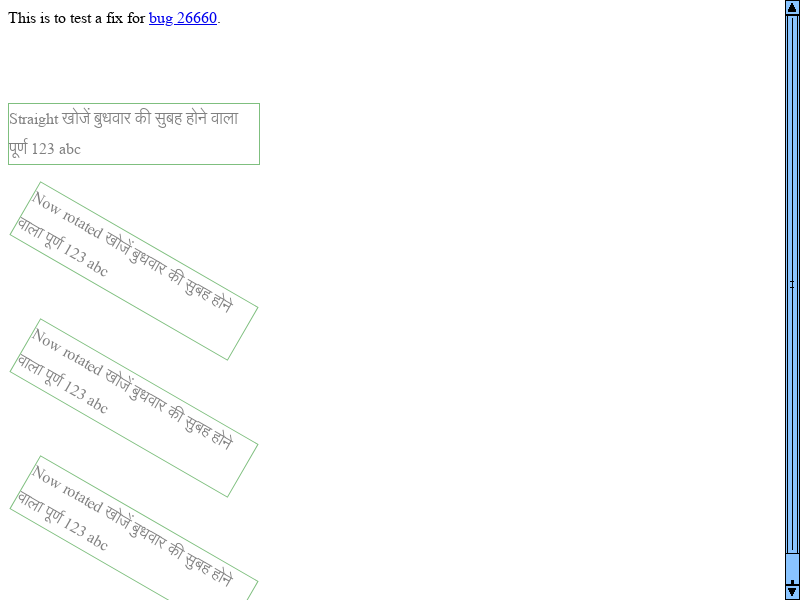 This is to test a fix for bug 26660.
Straight खोजें बुधवार की सुबह होने वाला
पूर्ण 123 abc
Now rotated खोजें बुधवार की सुबह होने
वाला पूर्ण 123 abc
Now rotated खोजें बुधवार की सुबह होने
वाला पूर्ण 123 abc
Now rotated खोजें बुधवार की सुबह होने
वाला पूर्ण 123 abc